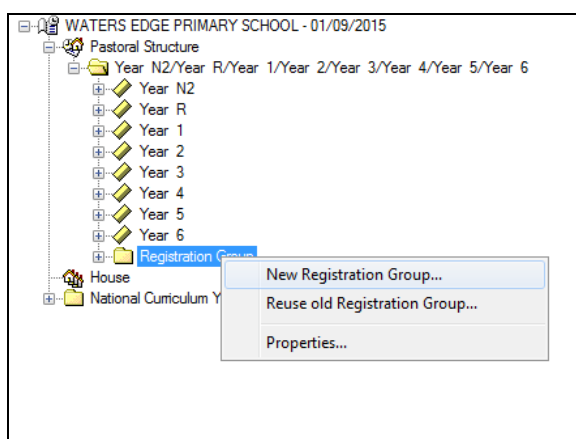 WATERS EDGE PRIMARY SCHOOL - 01/09/2015
Pastoral Structure
Year N2/Year R/Year 1/Year 2/Year 3/Year 4/Year 5/Year 6
Year N2
Year R
Year 1
Year 2
Year 3
Year 4
Year 5
Year 6
Registration Group
New Registration Group...
House
Reuse old Registration Group...
National Curriculum Y
Properties...